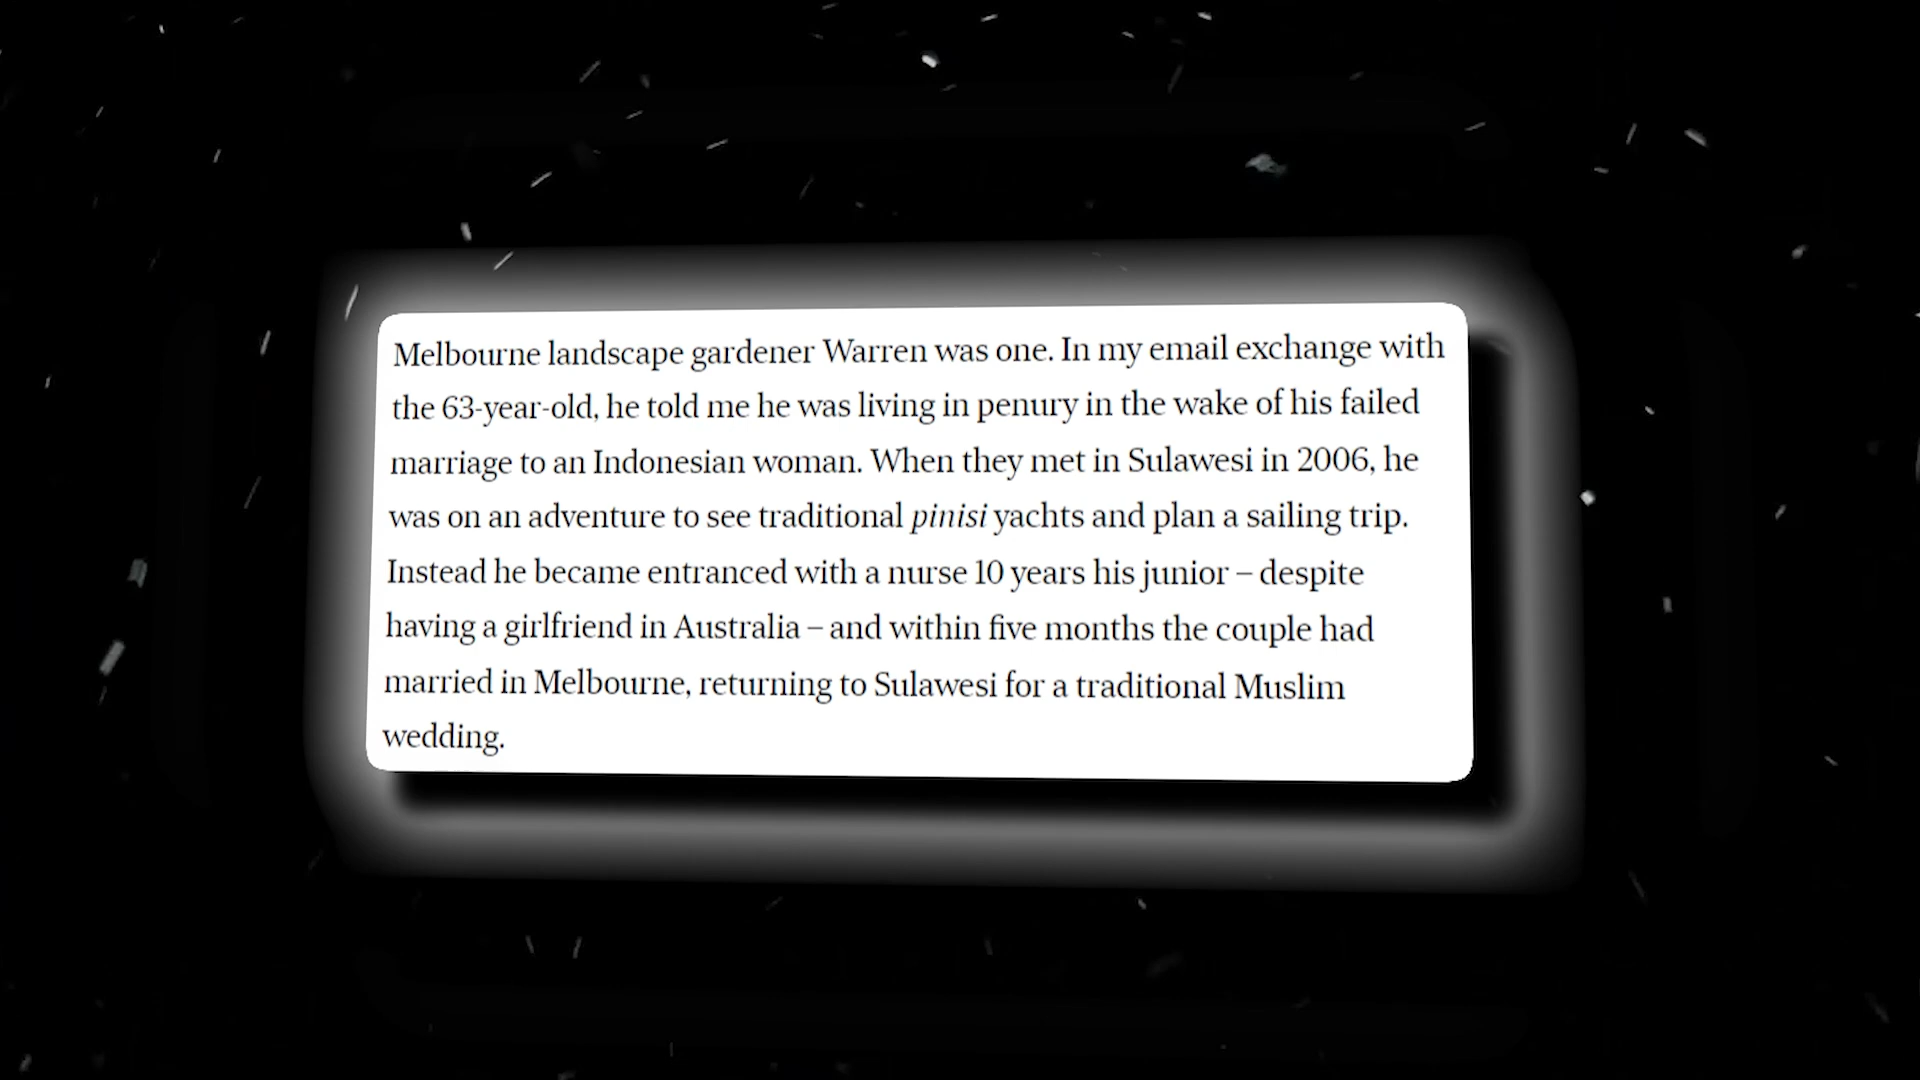 Melbourne landscape gardener Warren was one. In my email exchange with
the 63-year-old, he told me he was living in penury in the wake of his failed
marriage to an Indonesian woman. When they met in Sulawesi in 2006, he
was on an adventure to see traditional pinisi yachts and plan a sailing trip.
Instead he became entranced with a nurse 10 years his junior – despite
having a girlfriend in Australia – and within five months the couple had
married in Melbourne, returning to Sulawesi for a traditional Muslim
wedding.